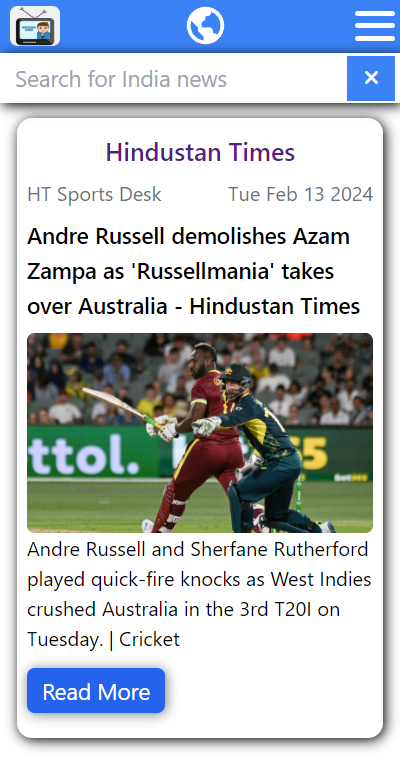 Search for India news
Hindustan Times
HT Sports Desk Tue Feb 13 2024
Andre Russell demolishes Azam
Zampa as 'Russellmania' takes
over Australia - Hindustan Times
ttol.
Andre Russell and Sherfane Rutherford
played quick-fire knocks as West Indies
crushed Australia in the 3rd T20I on
Tuesday. | Cricket
Read More